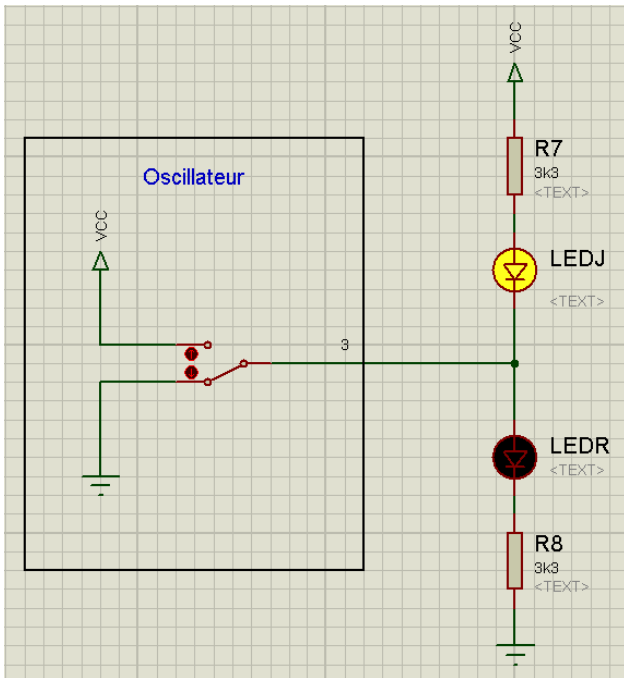 VCC
R7
3k3
<TEXT>
Oscillateur
VCC
LEDJ
<TEXT>
3
LEDR
<TEXT>
R8
3k3
<TEXT>